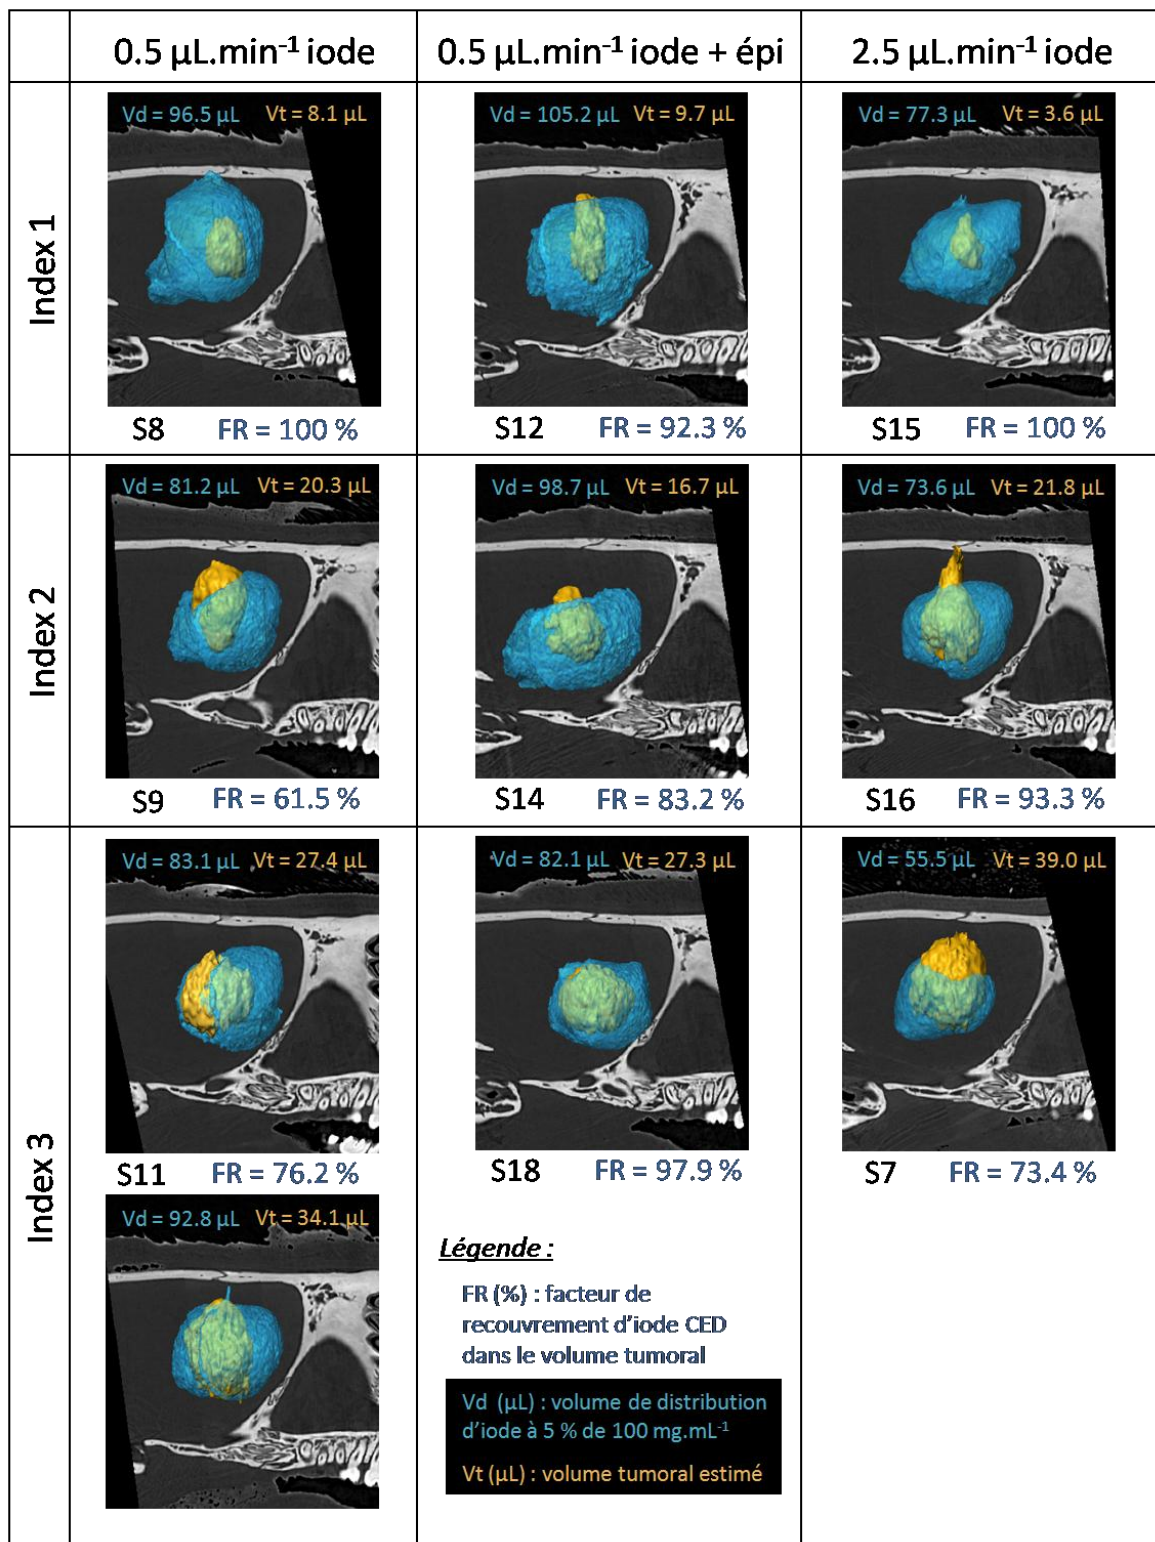 0.5 µL.min⁻¹ iode
0.5 µL.min⁻¹ iode + épi
2.5 µL.min⁻¹ iode
Index 1
Vd = 96.5 µL Vt = 8.1 µL
S8 FR = 100 %
Vd = 105.2 µL Vt = 9.7 µL
S12 FR = 92.3 %
Vd = 77.3 µL Vt = 3.6 µL
S15 FR = 100 %
Index 2
Vd = 81.2 µL Vt = 20.3 µL
S9 FR = 61.5 %
Vd = 98.7 µL Vt = 16.7 µL
S14 FR = 83.2 %
Vd = 73.6 µL Vt = 21.8 µL
S16 FR = 93.3 %
Index 3
Vd = 83.1 µL Vt = 27.4 µL
S11 FR = 76.2 %
Vd = 82.1 µL Vt = 27.3 µL
S18 FR = 97.9 %
Vd = 55.5 µL Vt = 39.0 µL
S7 FR = 73.4 %
Vd = 92.8 µL Vt = 34.1 µL
Légende :
FR (%) : facteur de
recouvrement d'iode CED
dans le volume tumoral
Vd (µL) : volume de distribution
d'iode à 5 % de 100 mg.mL⁻¹
Vt (µL) : volume tumoral estimé